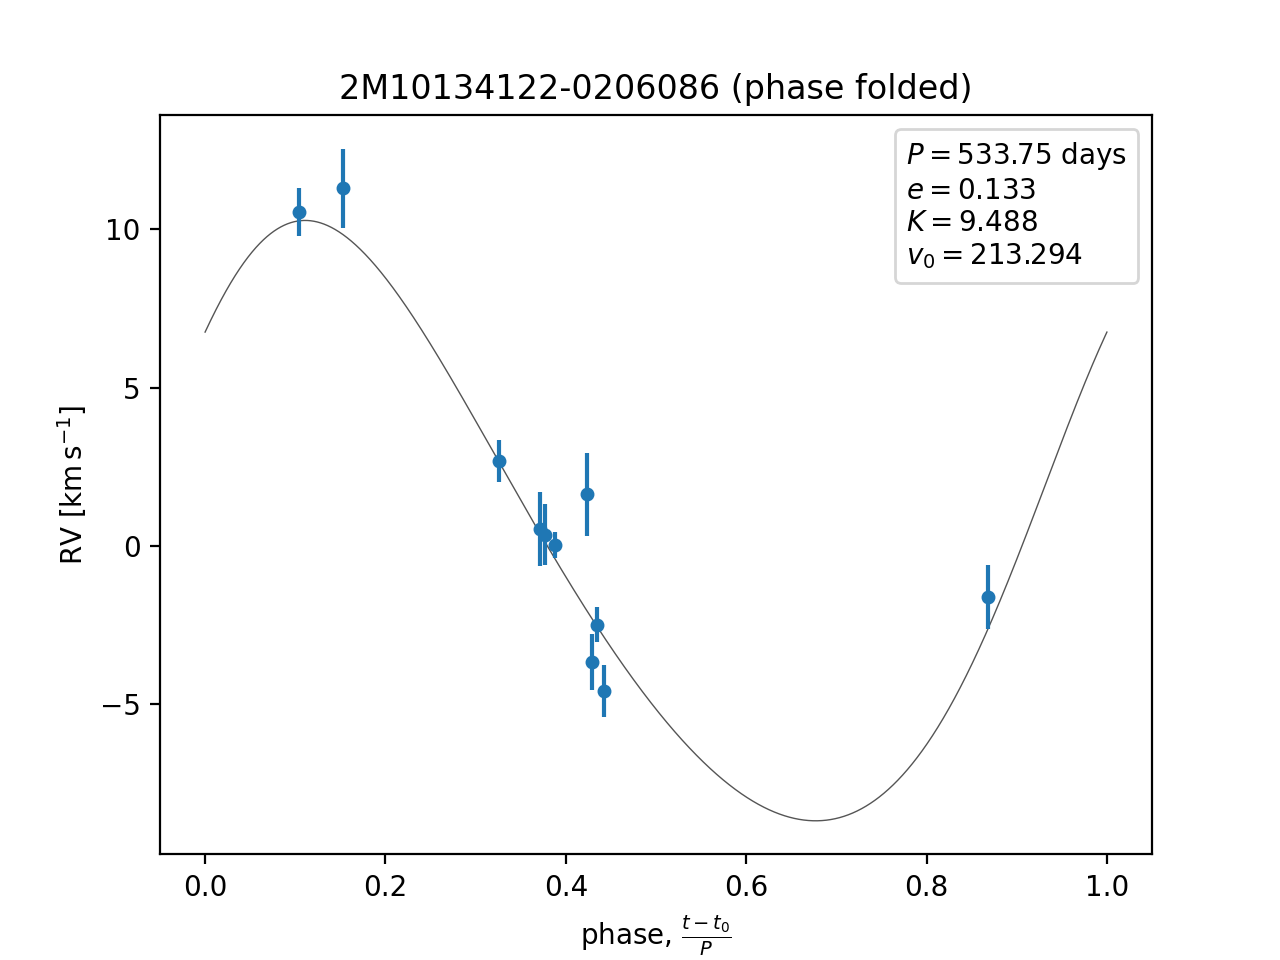 2M10134122-0206086 (phase folded)
P = 533.75 days
e = 0.133
K = 9.488
v₀ = 213.294
RV [km s⁻¹]
10
5
0
−5
0.0 0.2 0.4 0.6 0.8 1.0
phase, (t − t₀)/P